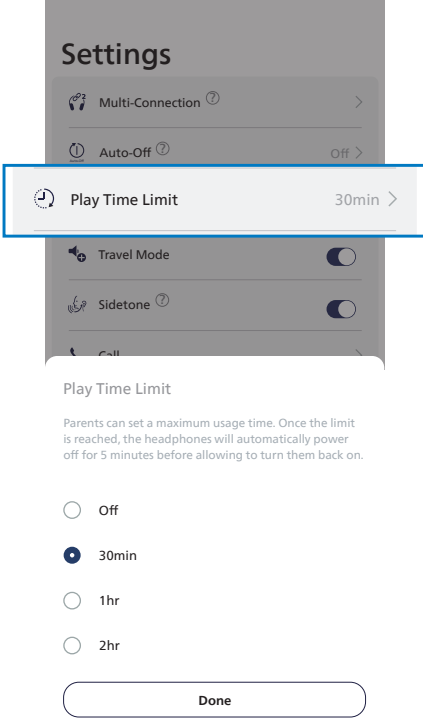 Settings
Multi-Connection ?
Auto-Off ?
Off
Play Time Limit
30min
Travel Mode
Sidetone ?
Call
Play Time Limit
Parents can set a maximum usage time. Once the limit
is reached, the headphones will automatically power
off for 5 minutes before allowing to turn them back on.
Off
30min
1hr
2hr
Done